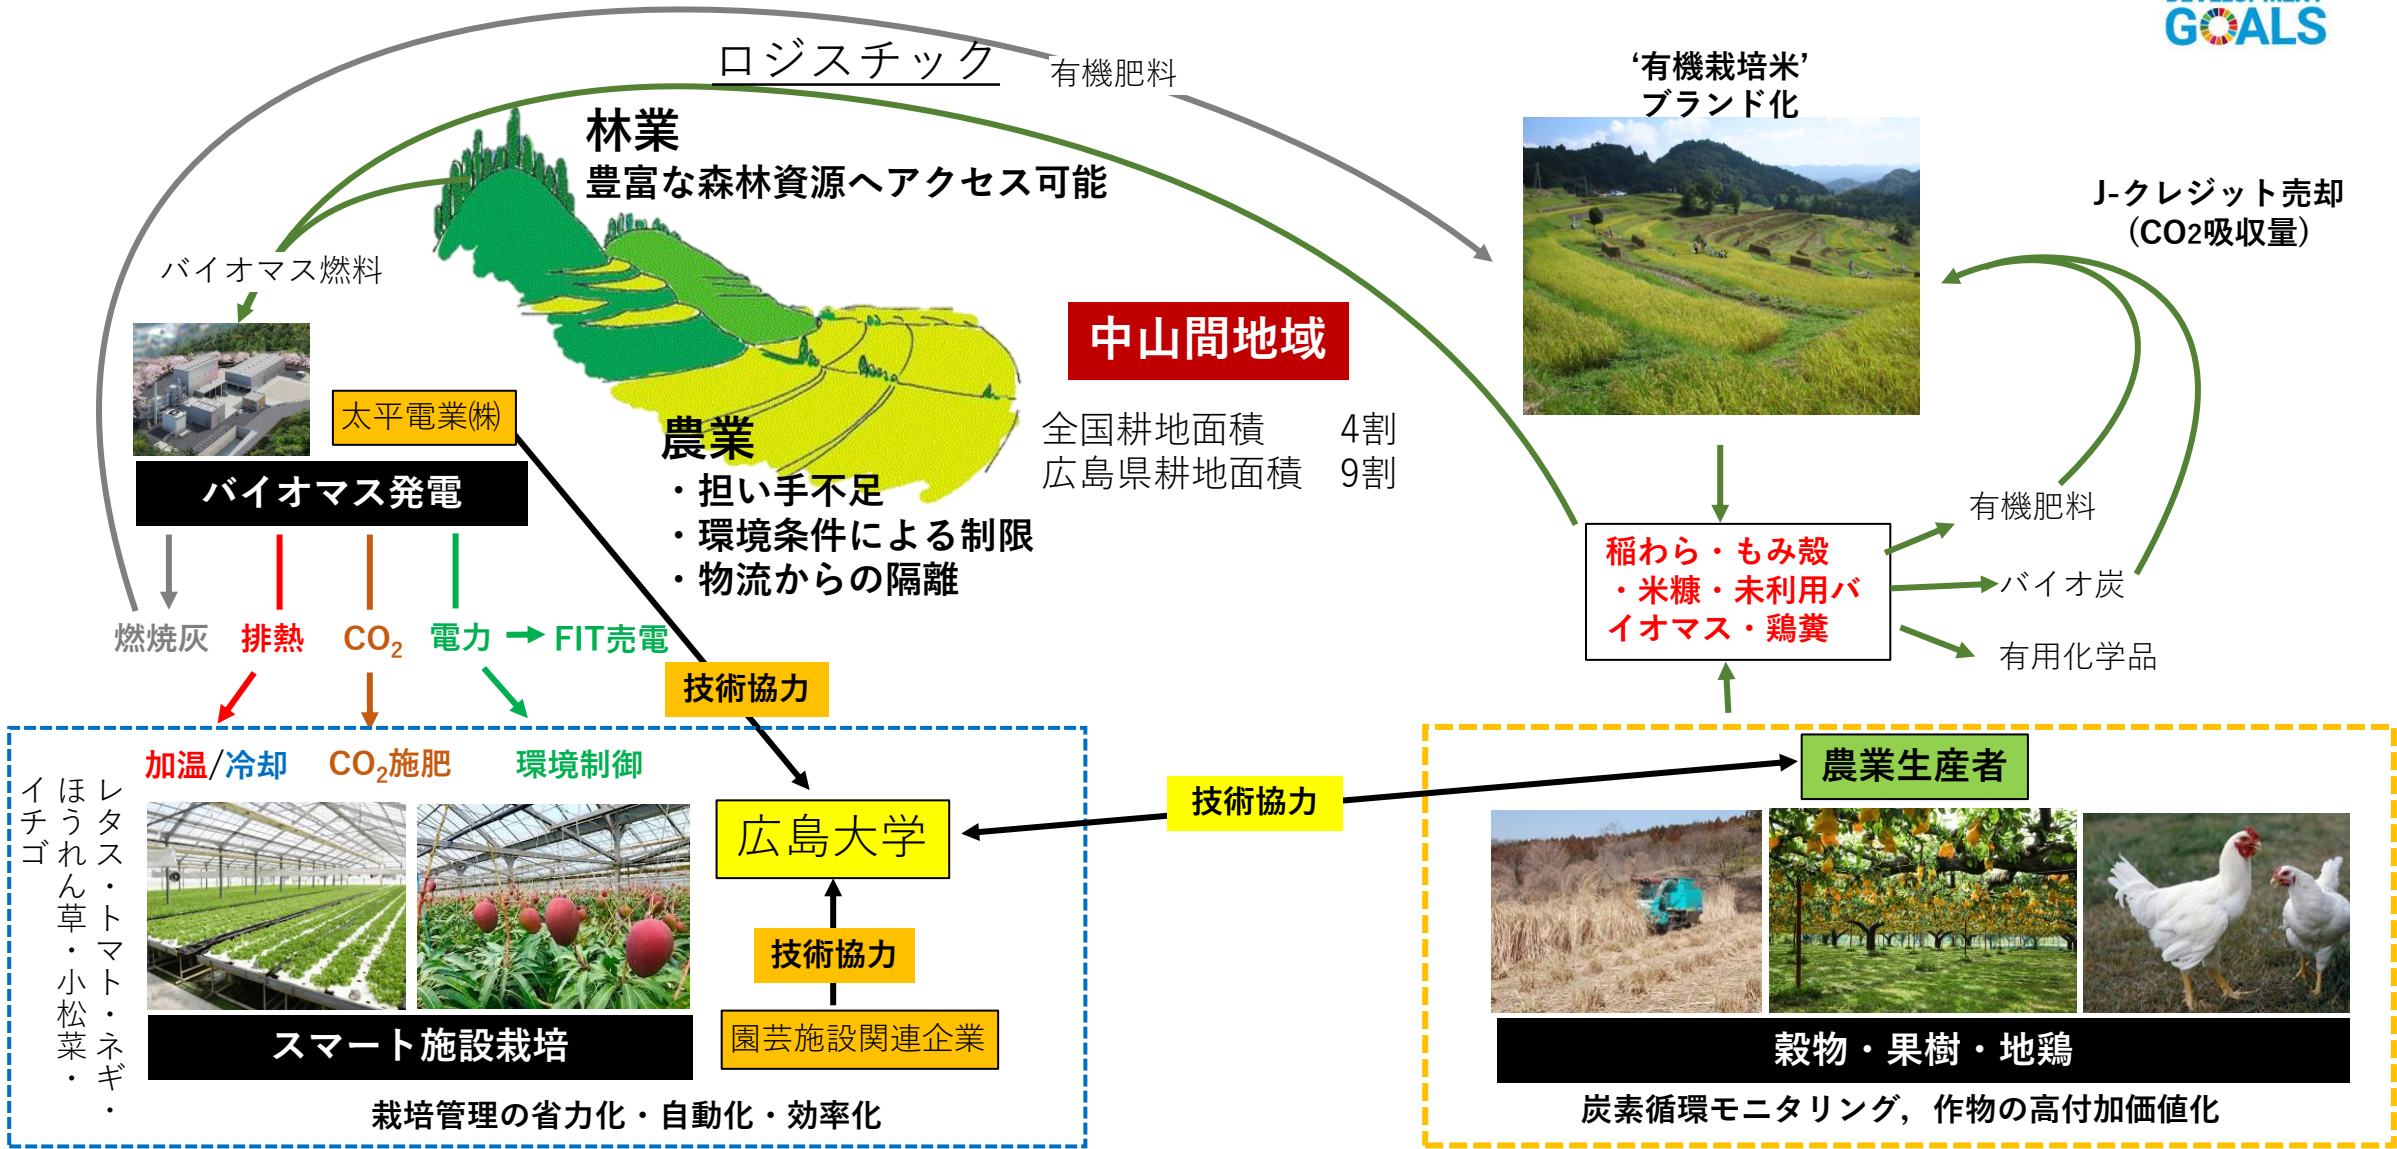 GOALS
ロジスチック
有機肥料
‘有機栽培米’
ブランド化
林業
豊富な森林資源へアクセス可能
J-クレジット売却
(CO2吸収量)
バイオマス燃料
中山間地域
太平電業㈱
全国耕地面積 4割
広島県耕地面積 9割
農業
・担い手不足
・環境条件による制限
・物流からの隔離
バイオマス発電
有機肥料
稲わら・もみ殻
・米糠・未利用バ
イオマス・鶏糞
バイオ炭
有用化学品
燃焼灰
排熱
CO₂
電力
FIT売電
技術協力
加温/冷却
CO₂施肥
環境制御
レタス・トマト・ネギ・
ほうれん草・小松菜・
イチゴ
広島大学
技術協力
農業生産者
技術協力
園芸施設関連企業
スマート施設栽培
穀物・果樹・地鶏
栽培管理の省力化・自動化・効率化
炭素循環モニタリング，作物の高付加価値化